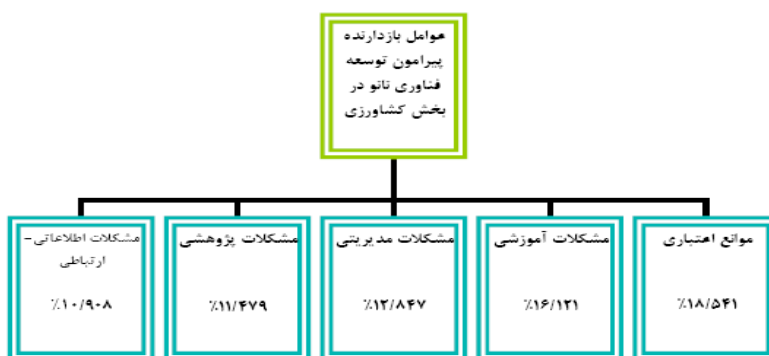 عوامل بازدارنده
پیرامون توسعه
فناوری نانو در
بخش کشاورزی
موانع اعتباری
٪۱۸/۵۴۱
مشکلات آموزشی
٪۱۶/۱۲۱
مشکلات مدیریتی
٪۱۲/۸۴۷
مشکلات پژوهشی
٪۱۱/۴۷۹
مشکلات اطلاعاتی–
ارتباطی
٪۱۰/۹۰۸